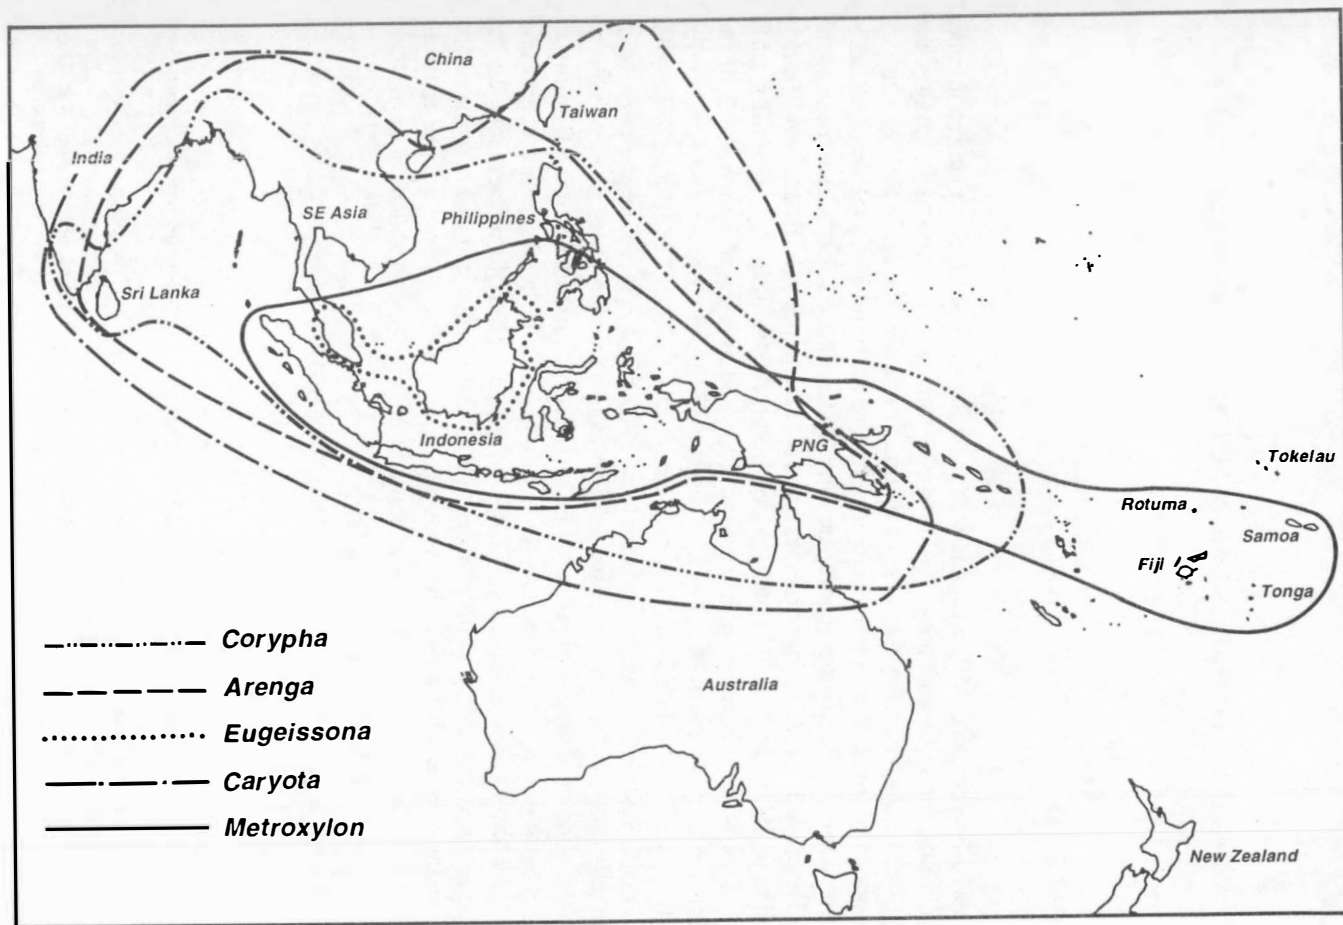 China
Taiwan
India
SE Asia
Philippines
Sri Lanka
Indonesia
PNG
Tokelau
Rotuma
Samoa
Fiji
Tonga
Corypha
Arenga
Eugeissona
Caryota
Metroxylon
Australia
New Zealand